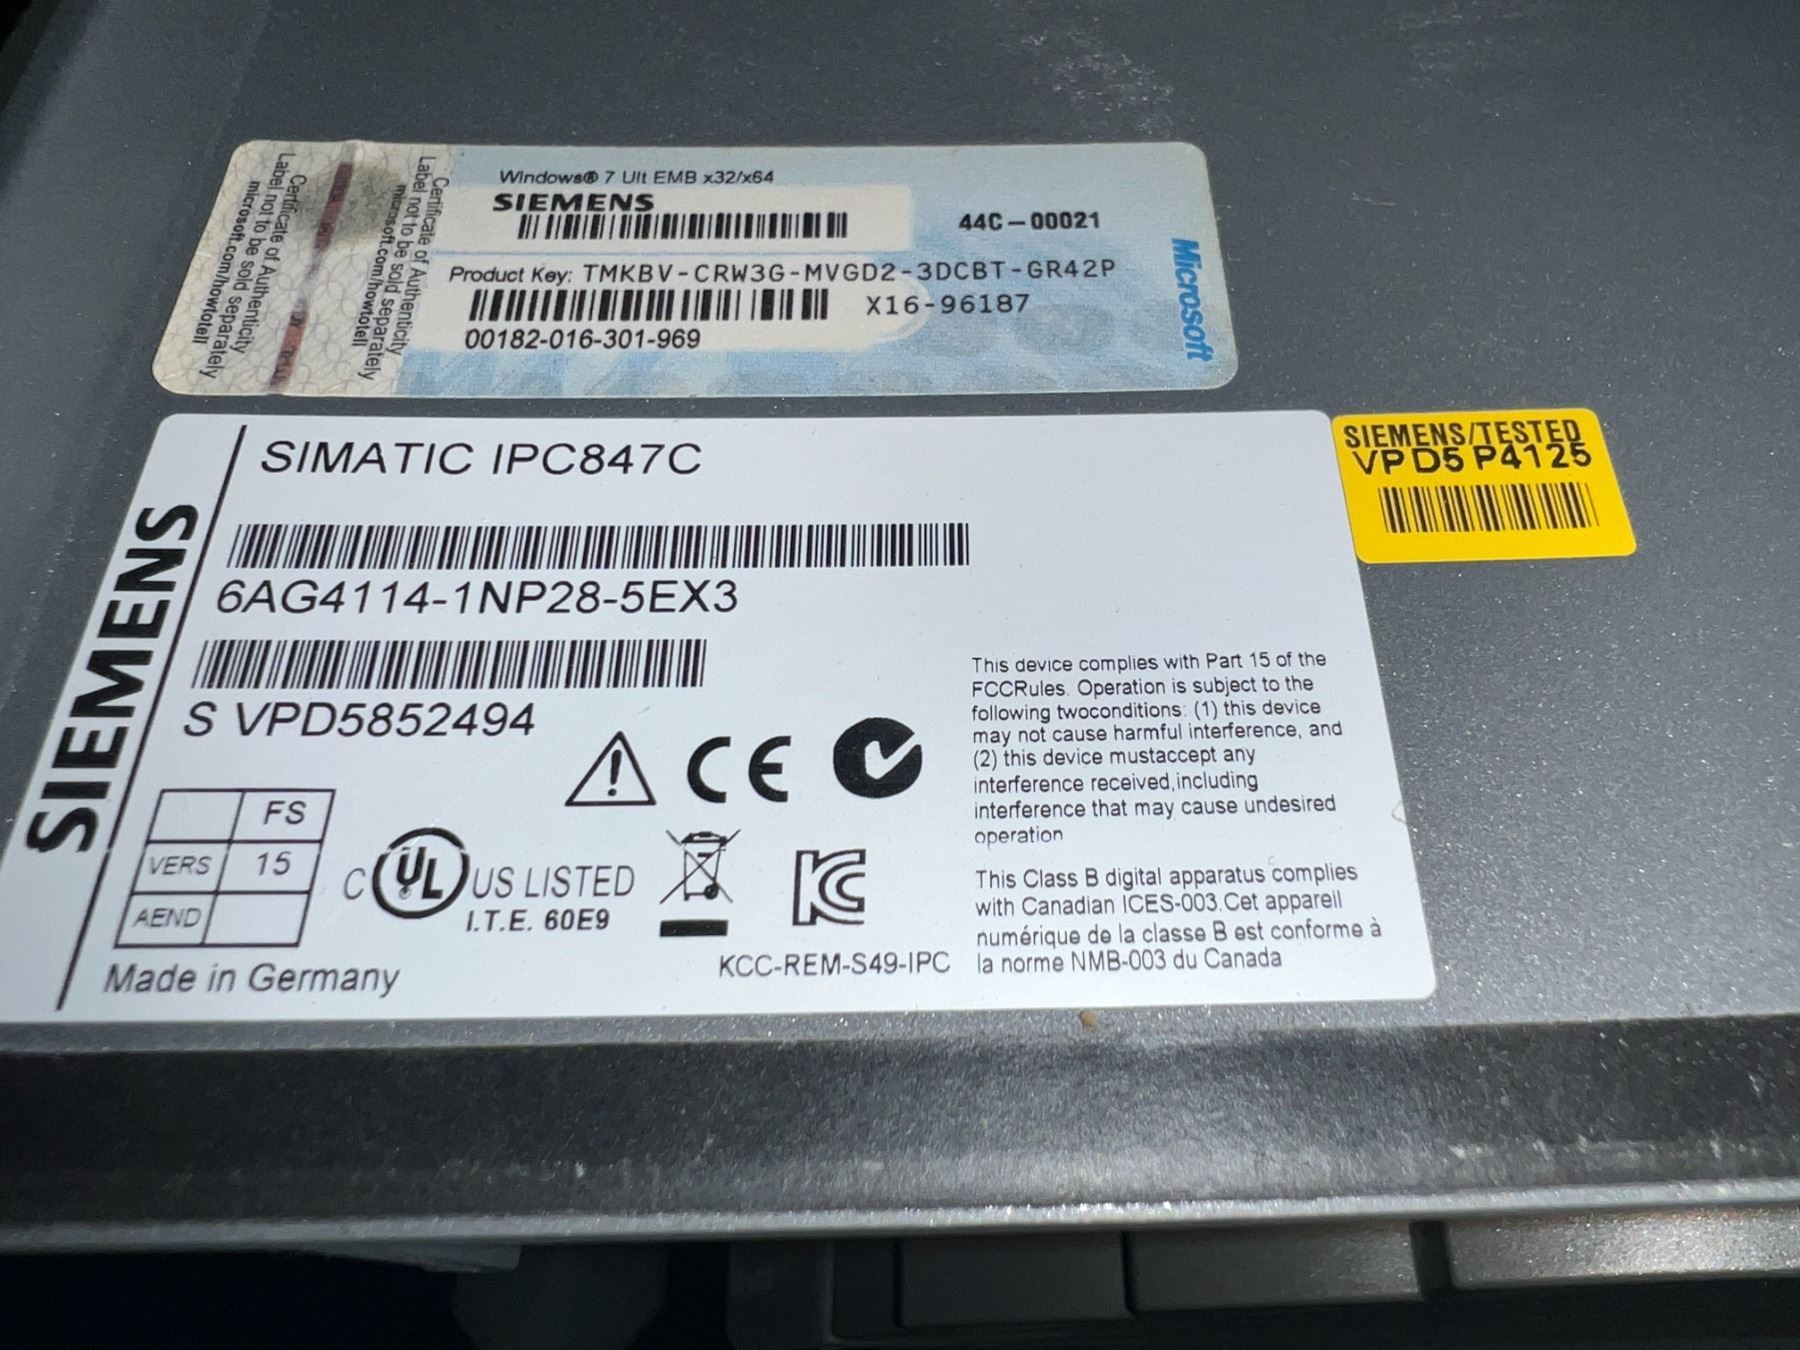 Certificate of Authenticity
Label not to be sold separately
microsoft.com/howtotell
Certificate of Authenticity
Label not to be sold separately
microsoft.com/howtotell
Windows® 7 Ult EMB x32/x64
SIEMENS
44C-00021
Product Key: TMKBV-CRW3G-MVGD2-3DCBT-GR42P
X16-96187
00182-016-301-969
Microsoft
SIEMENS/TESTED
VPD5 P4125
SIEMENS
SIMATIC IPC847C
6AG4114-1NP28-5EX3
S VPD5852494
FS
VERS 15
AEND
Made in Germany
CE
C UL US LISTED
I.T.E. 60E9
KCC-REM-S49-IPC
This device complies with Part 15 of the
FCCRules. Operation is subject to the
following twoconditions: (1) this device
may not cause harmful interference, and
(2) this device mustaccept any
interference received,including
interference that may cause undesired
operation
This Class B digital apparatus complies
with Canadian ICES-003.Cet appareil
numérique de la classe B est conforme à
la norme NMB-003 du Canada